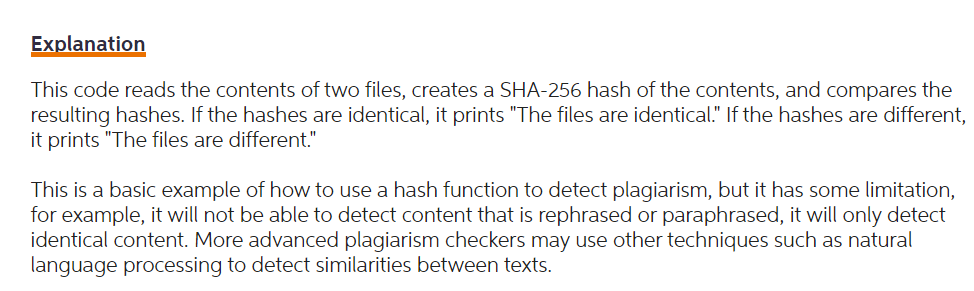 Explanation
This code reads the contents of two files, creates a SHA-256 hash of the contents, and compares the
resulting hashes. If the hashes are identical, it prints "The files are identical." If the hashes are different,
it prints "The files are different."
This is a basic example of how to use a hash function to detect plagiarism, but it has some limitation,
for example, it will not be able to detect content that is rephrased or paraphrased, it will only detect
identical content. More advanced plagiarism checkers may use other techniques such as natural
language processing to detect similarities between texts.